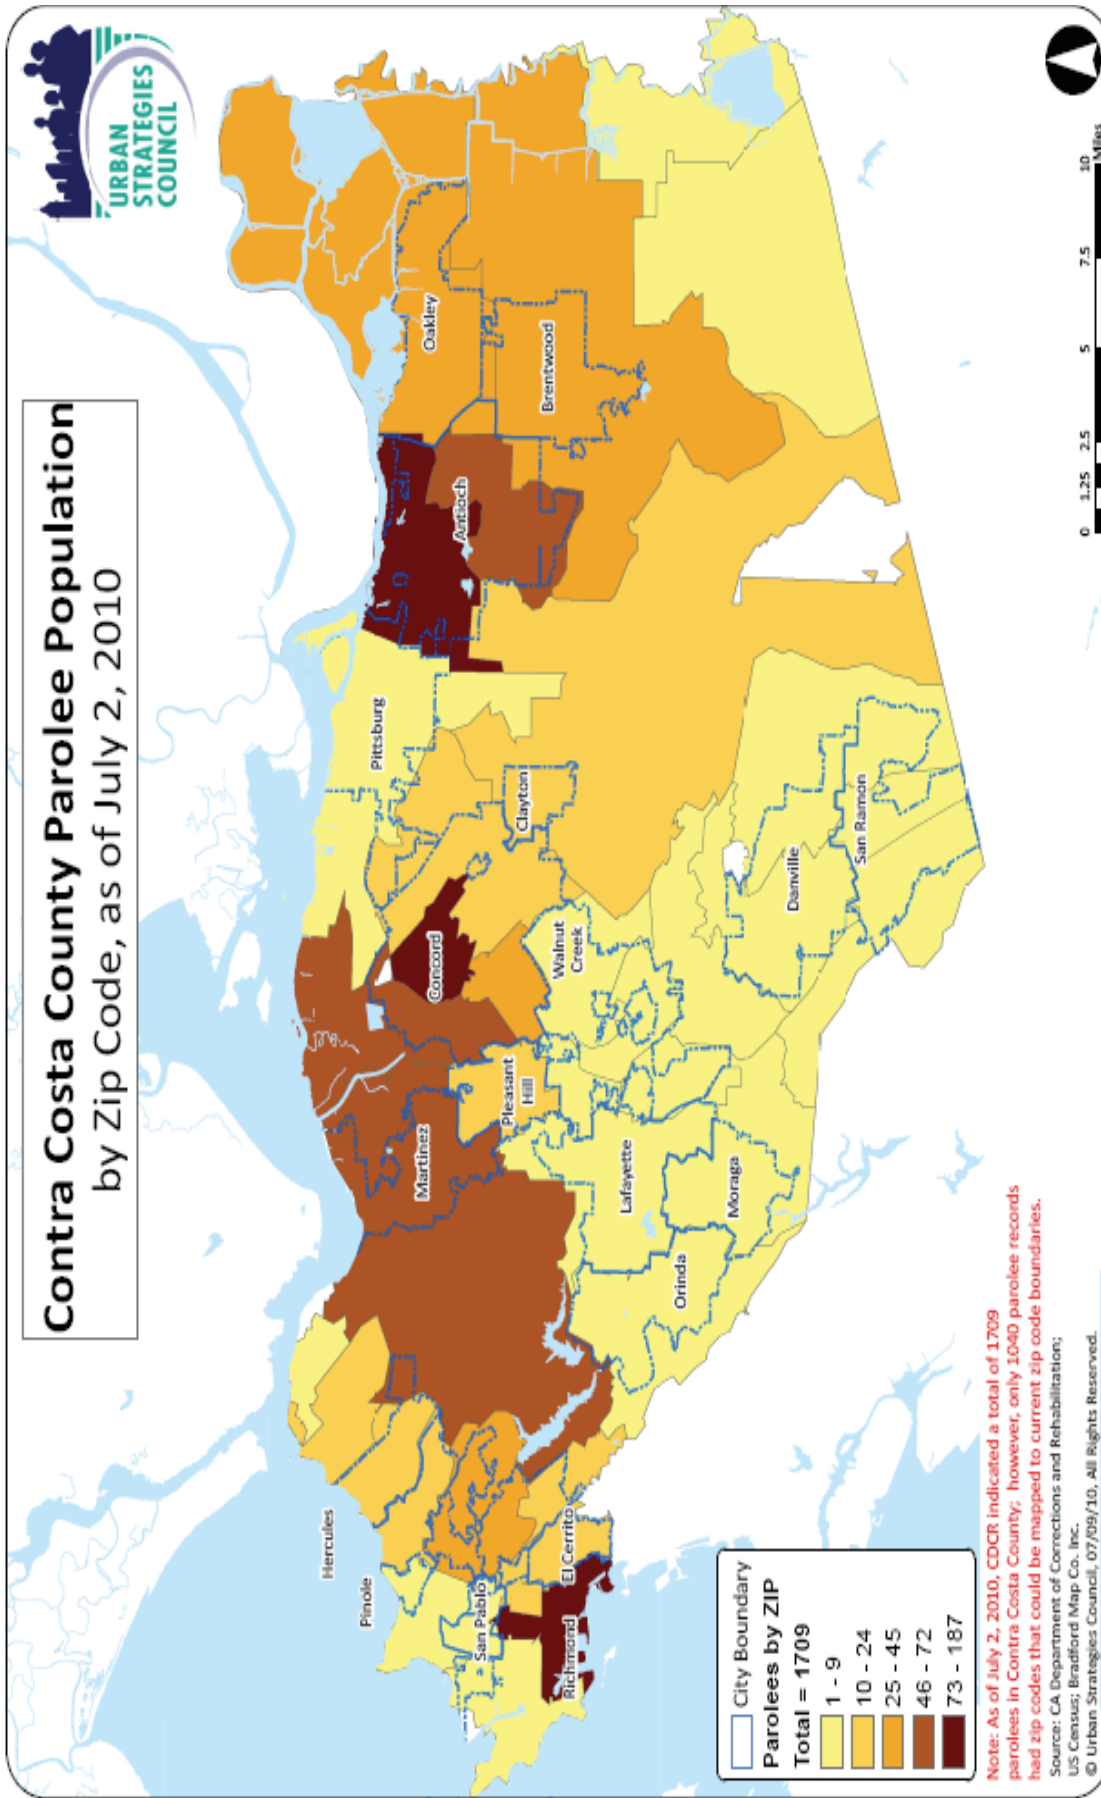 Contra Costa County Parolee Population
by Zip Code, as of July 2, 2010
URBAN
STRATEGIES
COUNCIL
Hercules
Pinole
San Pablo
Richmond
El Cerrito
Martinez
Pleasant
Hill
Concord
Pittsburg
Clayton
Walnut
Creek
Lafayette
Orinda
Moraga
Danville
San Ramon
Antioch
Oakley
Brentwood
City Boundary
Parolees by ZIP
Total = 1709
1 - 9
10 - 24
25 - 45
46 - 72
73 - 187
Note: As of July 2, 2010, CDCR indicated a total of 1709
parolees in Contra Costa County; however, only 1040 parolee records
had zip codes that could be mapped to current zip code boundaries.
Source: CA Department of Corrections and Rehabilitation;
US Census; Bradford Map Co. Inc.
© Urban Strategies Council, 07/09/10, All Rights Reserved.
0 1.25 2.5 5 7.5 10
Miles